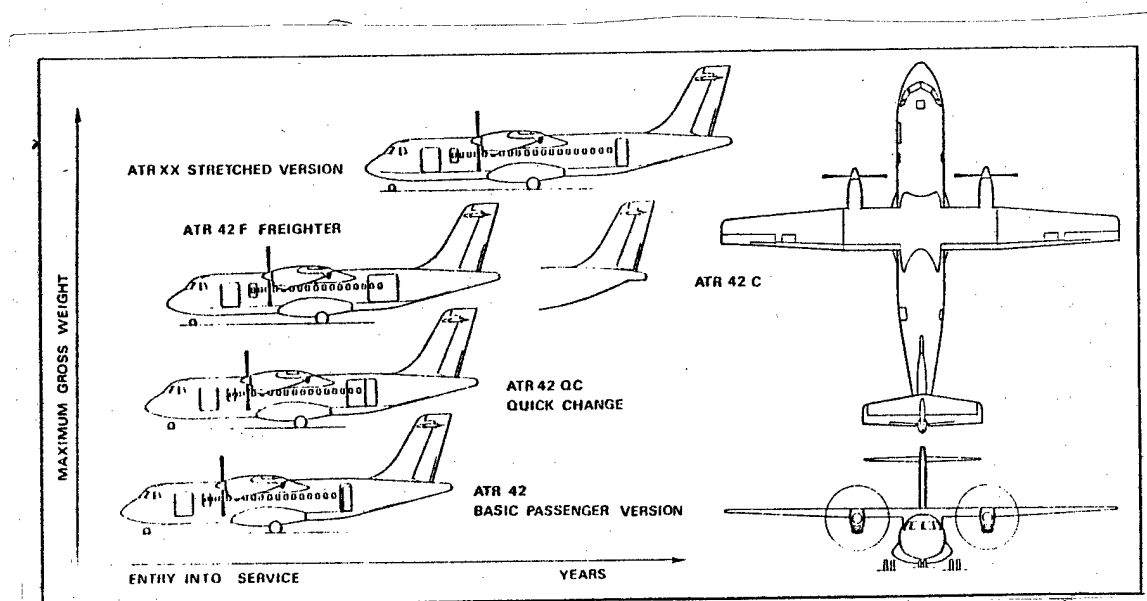 ATR XX STRETCHED VERSION
ATR 42 F FREIGHTER
ATR 42 C
ATR 42 QC
QUICK CHANGE
ATR 42
BASIC PASSENGER VERSION
MAXIMUM GROSS WEIGHT
ENTRY INTO SERVICE
YEARS